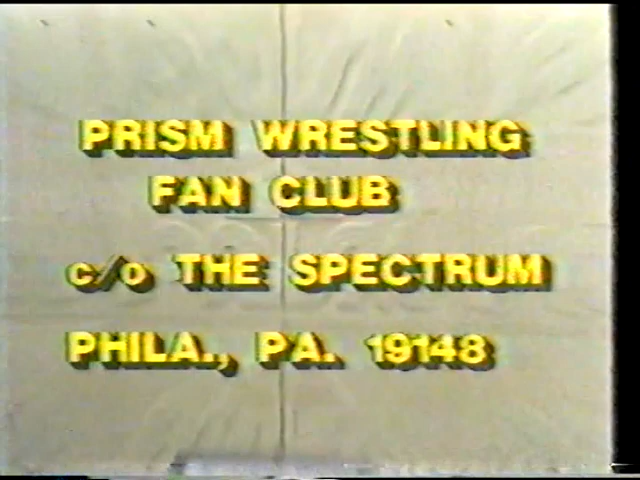 PRISM WRESTLING
FAN CLUB
c/o THE SPECTRUM
PHILA., PA. 19148